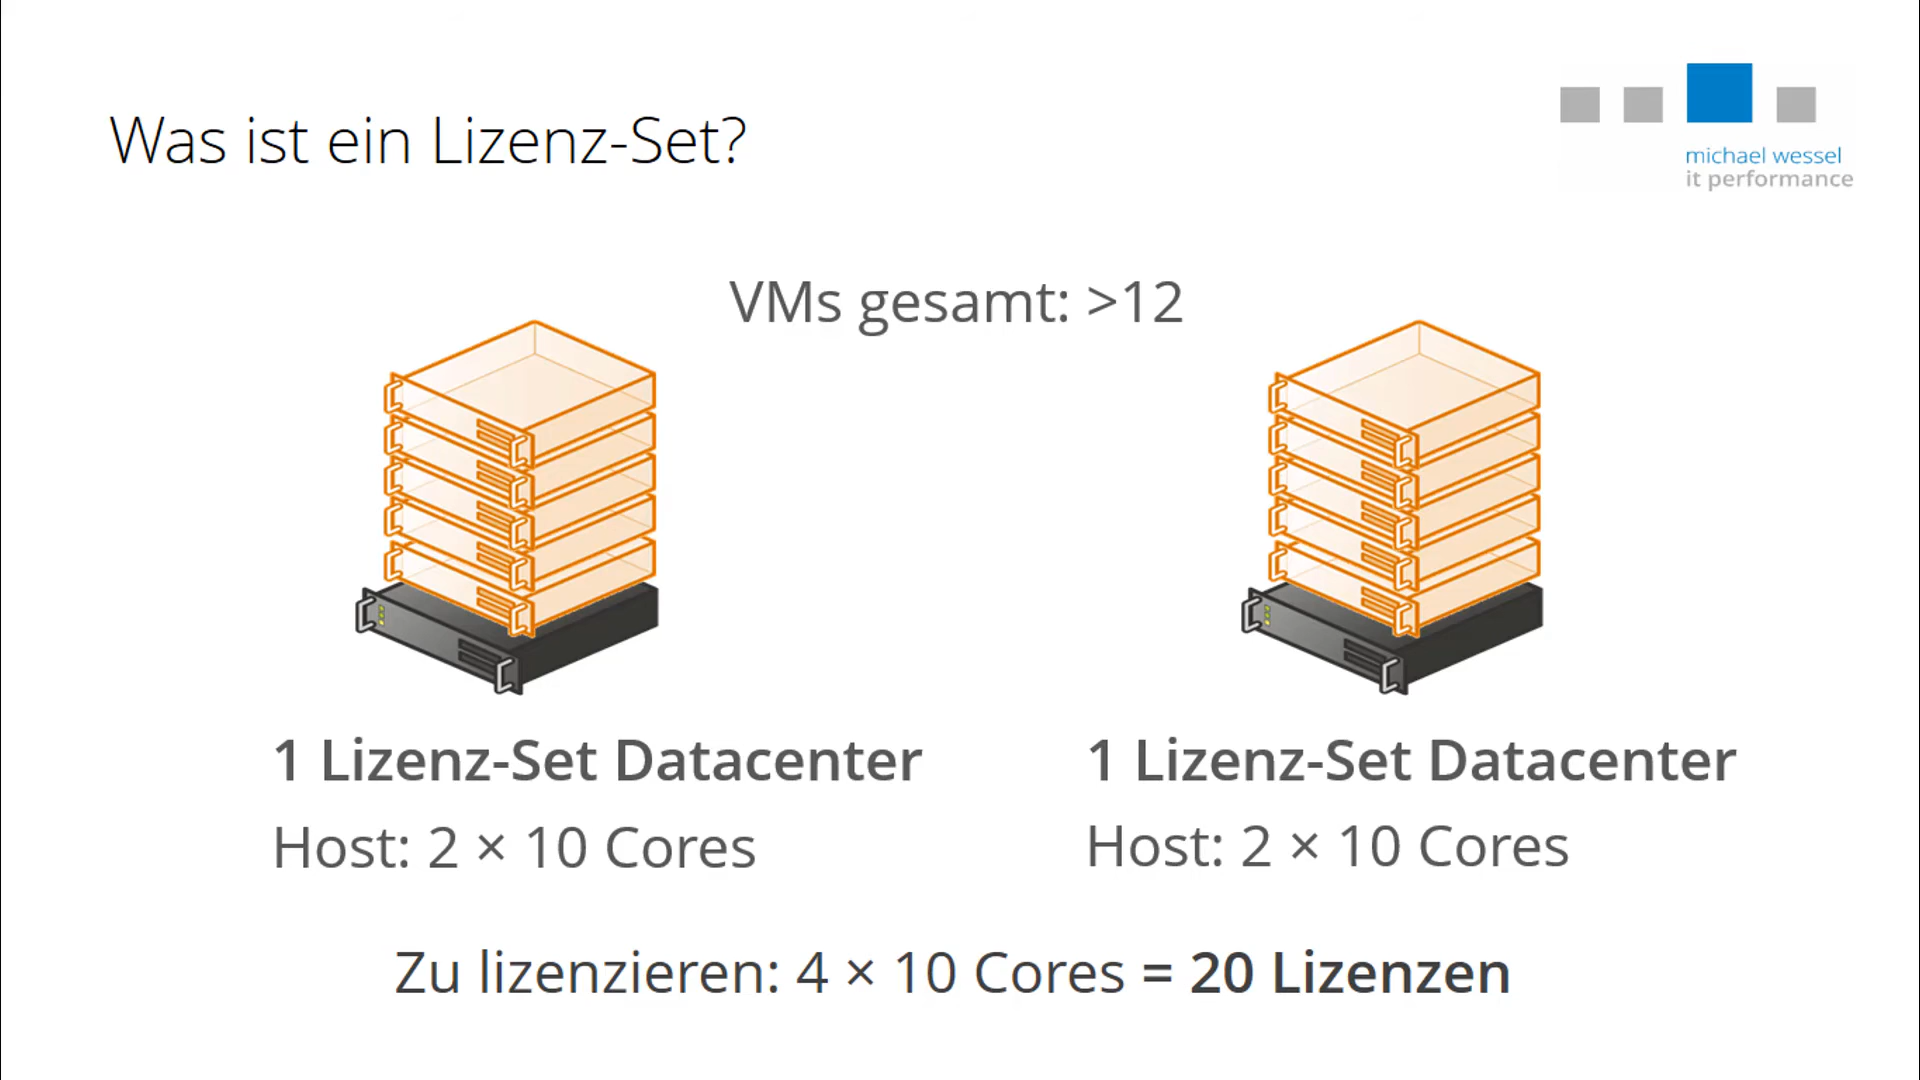 Was ist ein Lizenz-Set?
michael wessel
it performance
VMs gesamt: >12
1 Lizenz-Set Datacenter
Host: 2 × 10 Cores
1 Lizenz-Set Datacenter
Host: 2 × 10 Cores
Zu lizenzieren: 4 × 10 Cores = 20 Lizenzen